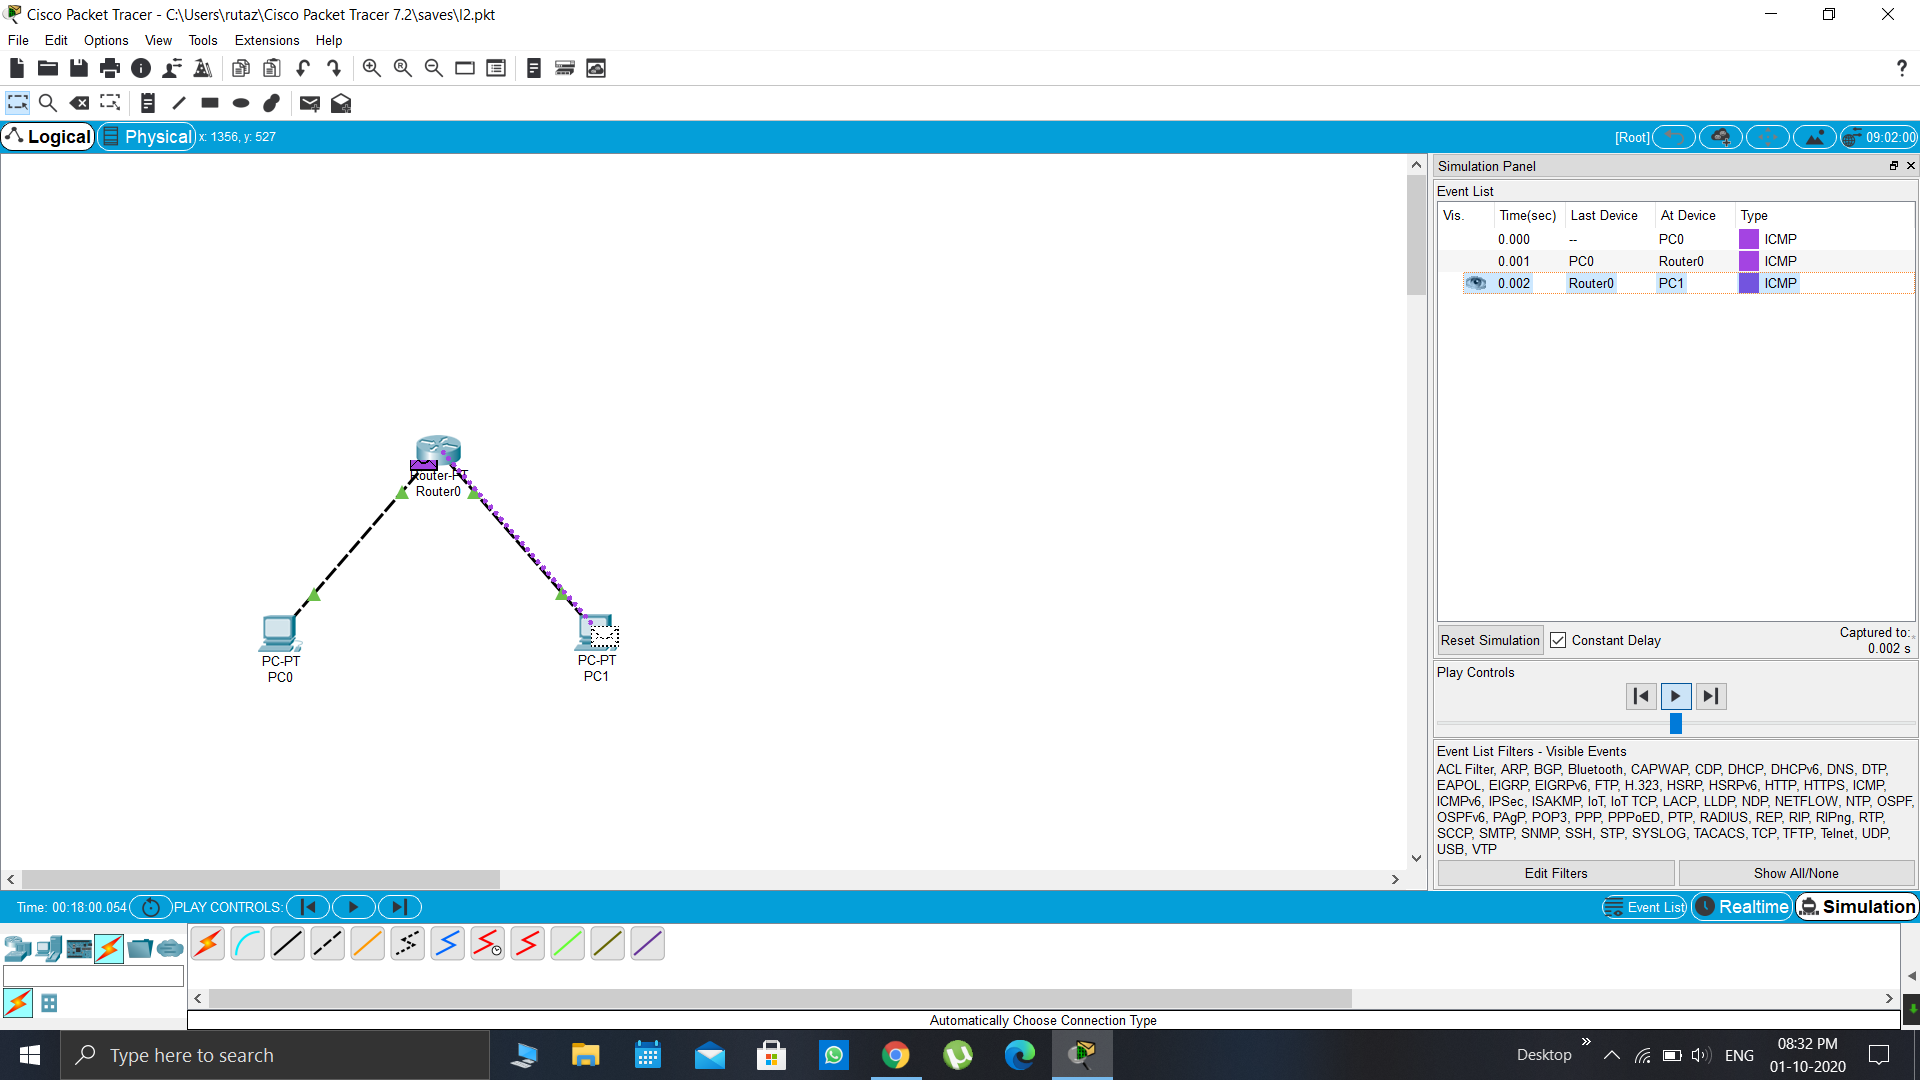 Cisco Packet Tracer - C:\Users\rutaz\Cisco Packet Tracer 7.2\saves\l2.pkt
File Edit Options View Tools Extensions Help
?
Logical Physical x: 1356, y: 527 [Root] 09:02:00
Simulation Panel
Event List
Vis. Time(sec) Last Device At Device Type
0.000 -- PC0 ICMP
0.001 PC0 Router0 ICMP
0.002 Router0 PC1 ICMP
Router-PT
Router0
PC-PT
PC0
PC-PT
PC1
Reset Simulation Constant Delay Captured to:
0.002 s
Play Controls
Event List Filters - Visible Events
ACL Filter, ARP, BGP, Bluetooth, CAPWAP, CDP, DHCP, DHCPv6, DNS, DTP,
EAPOL, EIGRP, EIGRPv6, FTP, H.323, HSRP, HSRPv6, HTTP, HTTPS, ICMP,
ICMPv6, IPSec, ISAKMP, IoT, IoT TCP, LACP, LLDP, NDP, NETFLOW, NTP, OSPF,
OSPFv6, PAgP, POP3, PPP, PPPoED, PTP, RADIUS, REP, RIP, RIPng, RTP,
SCCP, SMTP, SNMP, SSH, STP, SYSLOG, TACACS, TCP, TFTP, Telnet, UDP,
USB, VTP
Edit Filters Show All/None
Time: 00:18:00.054 PLAY CONTROLS: Event List Realtime Simulation
Automatically Choose Connection Type
Type here to search
Desktop ENG
08:32 PM
01-10-2020